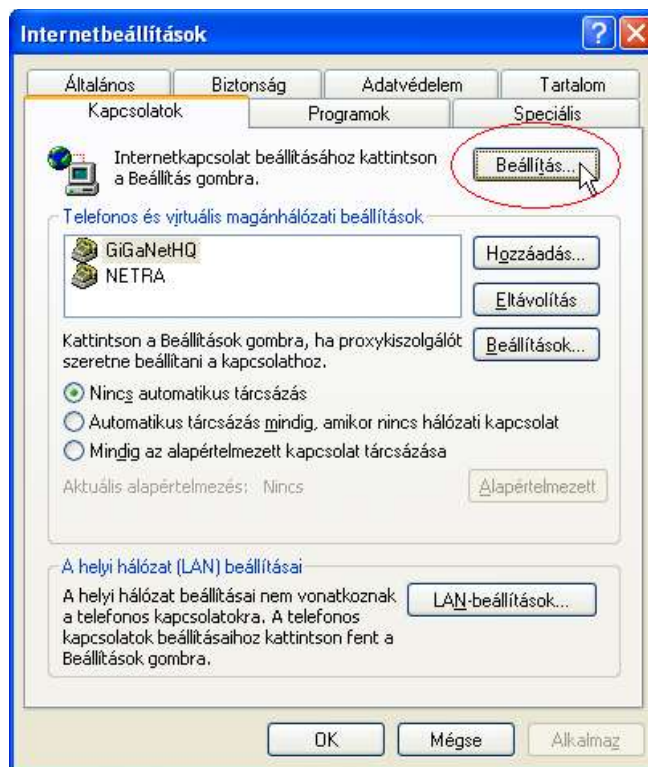 Internetbeállítások
Általános Biztonság Adatvédelem Tartalom
Kapcsolatok Programok Speciális
Internetkapcsolat beállításához kattintson
a Beállítás gombra.
Beállítás...
Telefonos és virtuális magánhálózati beállítások
GiGaNetHQ
NETRA
Hozzáadás...
Eltávolítás
Kattintson a Beállítások gombra, ha proxykiszolgálót
szeretne beállítani a kapcsolathoz.
Beállítások...
Nincs automatikus tárcsázás
Automatikus tárcsázás mindig, amikor nincs hálózati kapcsolat
Mindig az alapértelmezett kapcsolat tárcsázása
Aktuális alapértelmezés: Nincs
Alapértelmezett
A helyi hálózat (LAN) beállításai
A helyi hálózat beállításai nem vonatkoznak
a telefonos kapcsolatokra. A telefonos
kapcsolatok beállításaihoz kattintson fent a
Beállítások gombra.
LAN-beállítások...
OK Mégse Alkalmaz